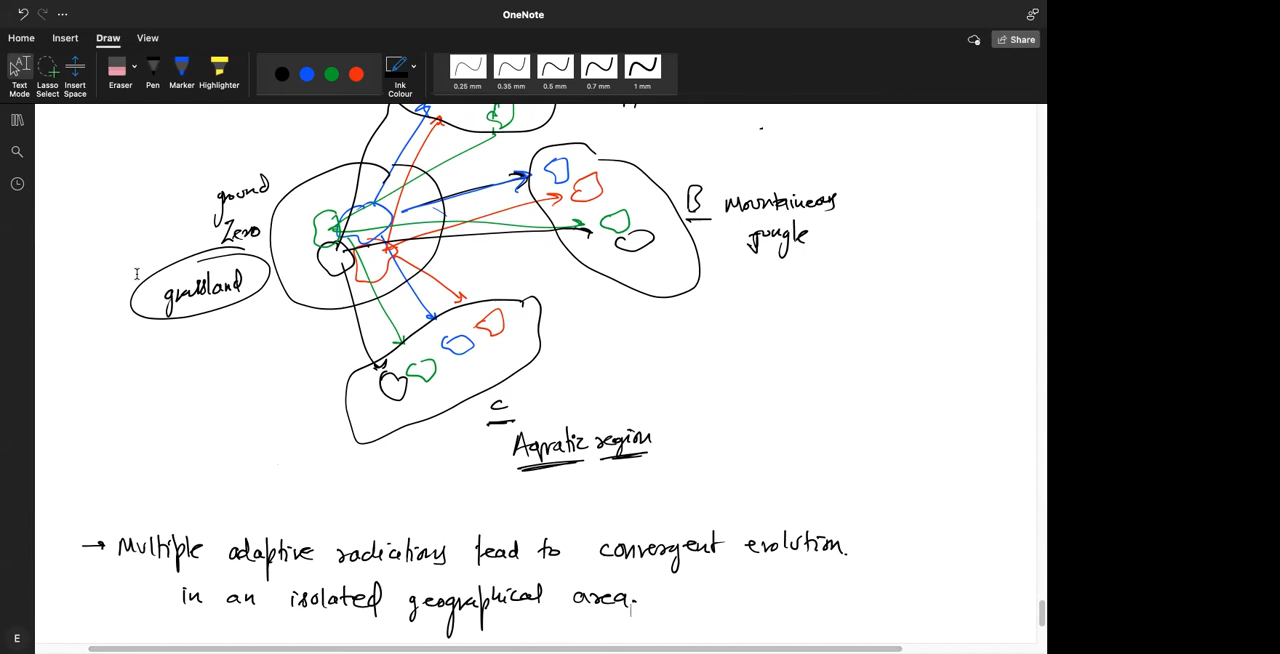 OneNote
Home Insert Draw View
Share
Text Mode
Lasso Select
Insert Space
Eraser
Pen
Marker
Highlighter
Ink Colour
0.25 mm 0.35 mm 0.5 mm 0.7 mm 1 mm
ground
Zero
grassland
B Mountaineous
jungle
C
Aquatic region
→ Multiple adaptive radiations lead to convergent evolution.
in an isolated geographical area.
E